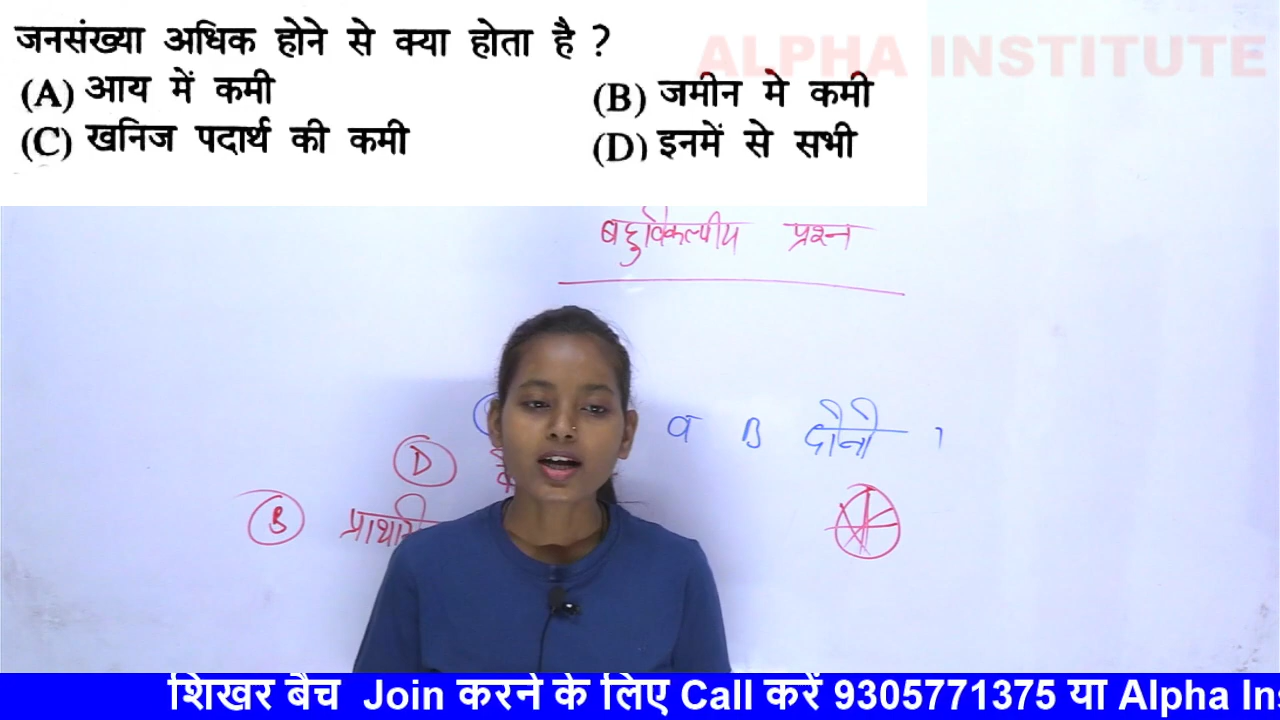 जनसंख्या अधिक होने से क्या होता है ?
ALPHA INSTITUTE
(A) आय में कमी
(B) जमीन मे कमी
(C) खनिज पदार्थ की कमी
(D) इनमें से सभी
बहुविकल्पीय प्रश्न
व B दोनो
D
B
शिखर बैच Join करने के लिए Call करें 9305771375 या Alpha Ins